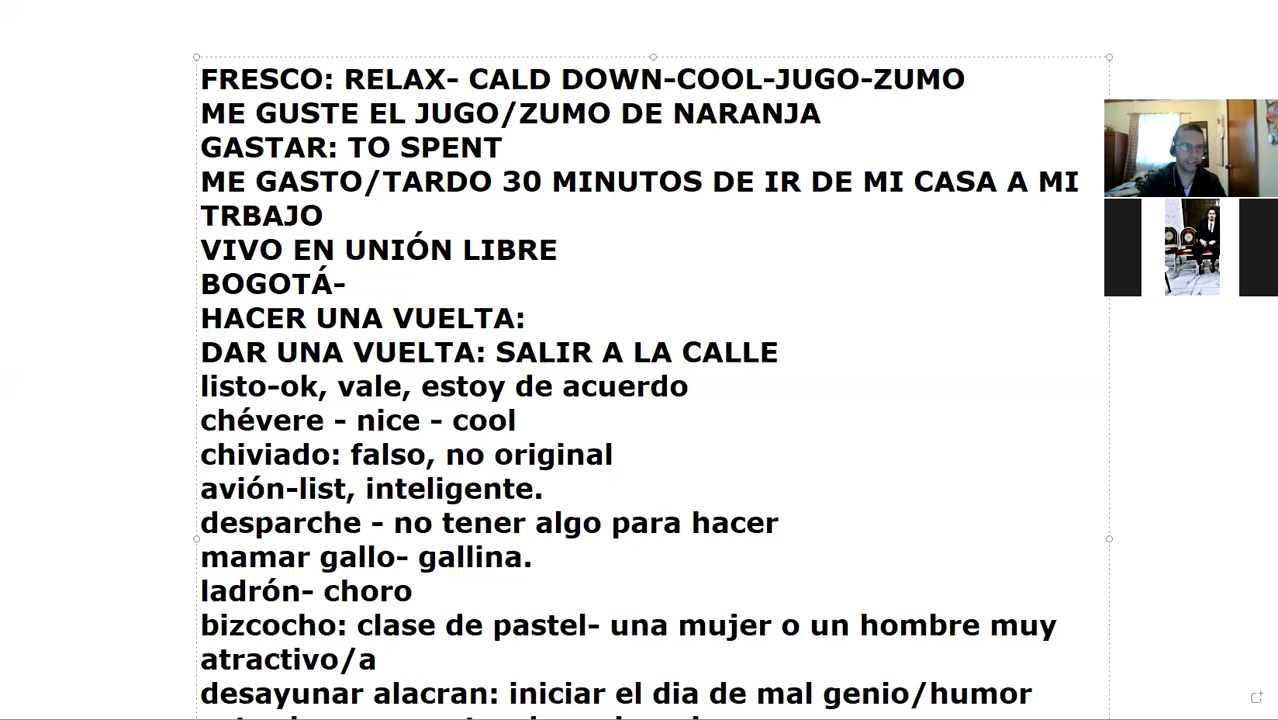 FRESCO: RELAX- CALD DOWN-COOL-JUGO-ZUMO
ME GUSTE EL JUGO/ZUMO DE NARANJA
GASTAR: TO SPENT
ME GASTO/TARDO 30 MINUTOS DE IR DE MI CASA A MI
TRBAJO
VIVO EN UNIÓN LIBRE
BOGOTÁ-
HACER UNA VUELTA:
DAR UNA VUELTA: SALIR A LA CALLE
listo-ok, vale, estoy de acuerdo
chévere - nice - cool
chiviado: falso, no original
avión-list, inteligente.
desparche - no tener algo para hacer
mamar gallo- gallina.
ladrón- choro
bizcocho: clase de pastel- una mujer o un hombre muy
atractivo/a
desayunar alacran: iniciar el dia de mal genio/humor